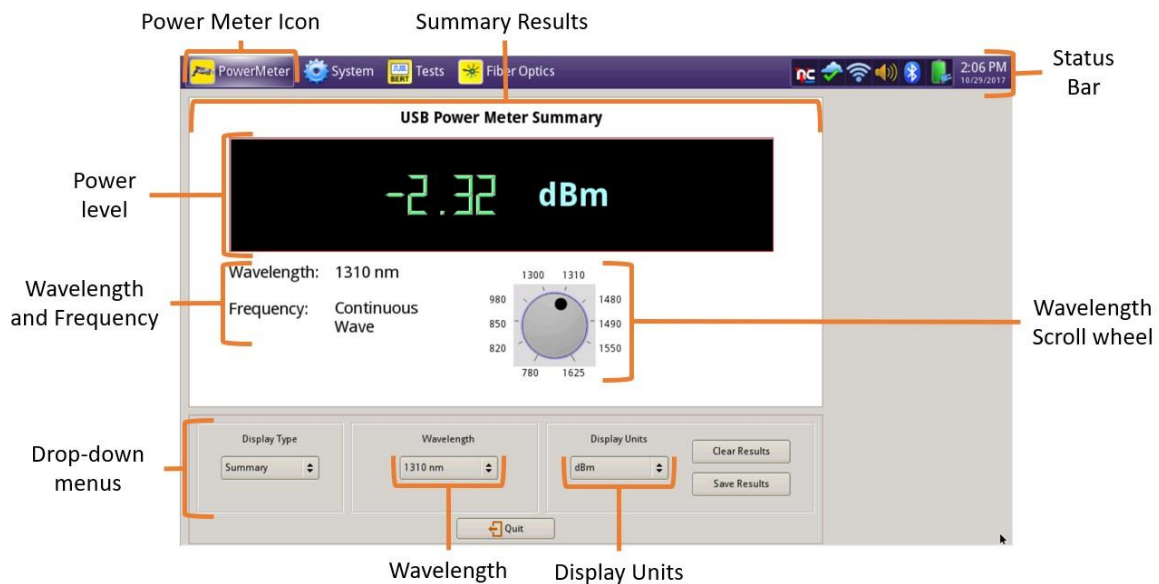 Power Meter Icon
Summary Results
PowerMeter
System
BERT
Tests
Fiber Optics
nc
2:06 PM
10/29/2017
Status
Bar
USB Power Meter Summary
Power
level
-2.32 dBm
Wavelength
and Frequency
Wavelength: 1310 nm
Frequency: Continuous
Wave
1300 1310
980 1480
850 1490
820 1550
780 1625
Wavelength
Scroll wheel
Drop-down
menus
Display Type
Summary
Wavelength
1310 nm
Display Units
dBm
Clear Results
Save Results
Quit
Wavelength
Display Units